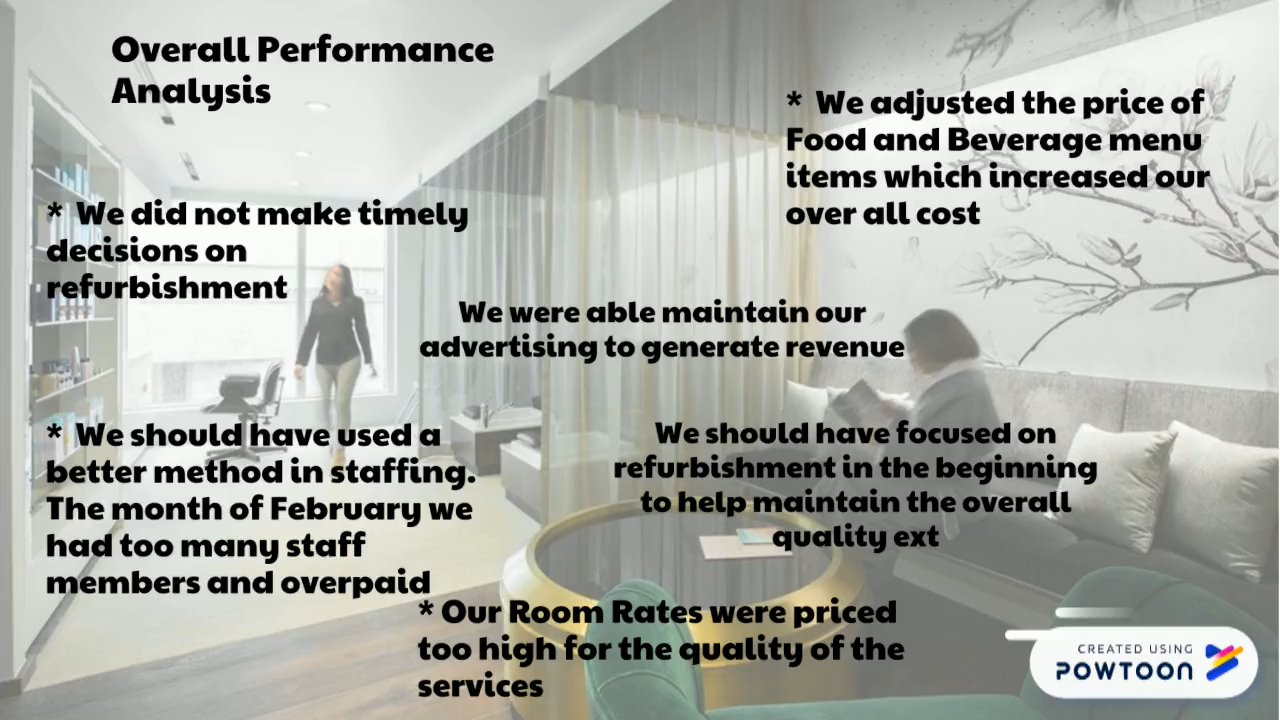 Overall Performance
Analysis
* We adjusted the price of
Food and Beverage menu
items which increased our
over all cost
* We did not make timely
decisions on
refurbishment
We were able maintain our
advertising to generate revenue
* We should have used a
better method in staffing.
The month of February we
had too many staff
members and overpaid
We should have focused on
refurbishment in the beginning
to help maintain the overall
quality ext
* Our Room Rates were priced
too high for the quality of the
services
CREATED USING
POWTOON